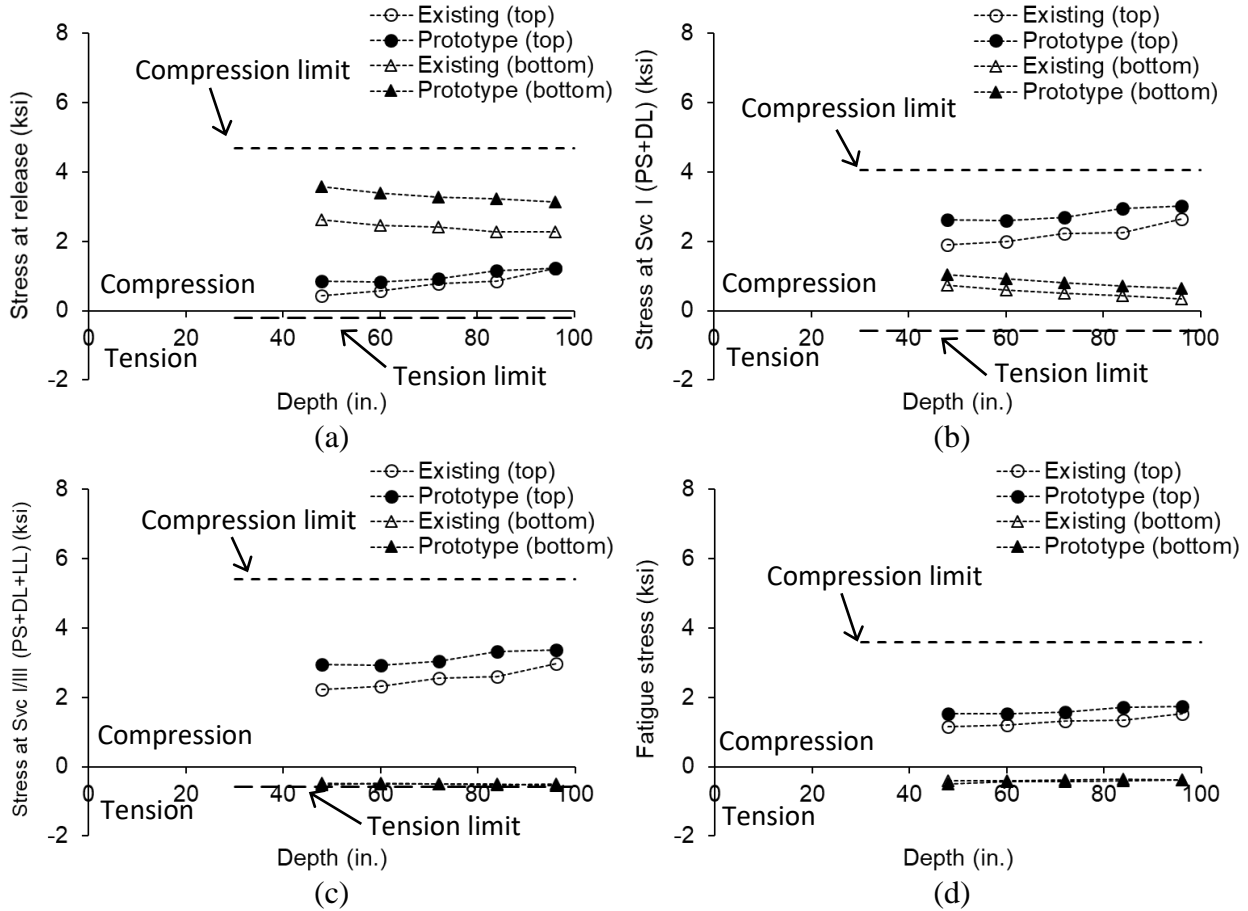 Existing (top)
Prototype (top)
Existing (bottom)
Prototype (bottom)
Compression limit
Stress at release (ksi)
8
6
4
2
0
-2
Compression
Tension
0 20 40 60 80 100
Tension limit
Depth (in.)
(a)
Existing (top)
Prototype (top)
Existing (bottom)
Prototype (bottom)
Compression limit
Stress at Svc I (PS+DL) (ksi)
8
6
4
2
0
-2
Compression
Tension
0 20 40 60 80 100
Tension limit
Depth (in.)
(b)
Existing (top)
Prototype (top)
Existing (bottom)
Prototype (bottom)
Compression limit
Stress at Svc I/III (PS+DL+LL) (ksi)
8
6
4
2
0
-2
Compression
Tension
0 20 40 60 80 100
Tension limit
Depth (in.)
(c)
Existing (top)
Prototype (top)
Existing (bottom)
Prototype (bottom)
Compression limit
Fatigue stress (ksi)
8
6
4
2
0
-2
Compression
Tension
0 20 40 60 80 100
Depth (in.)
(d)